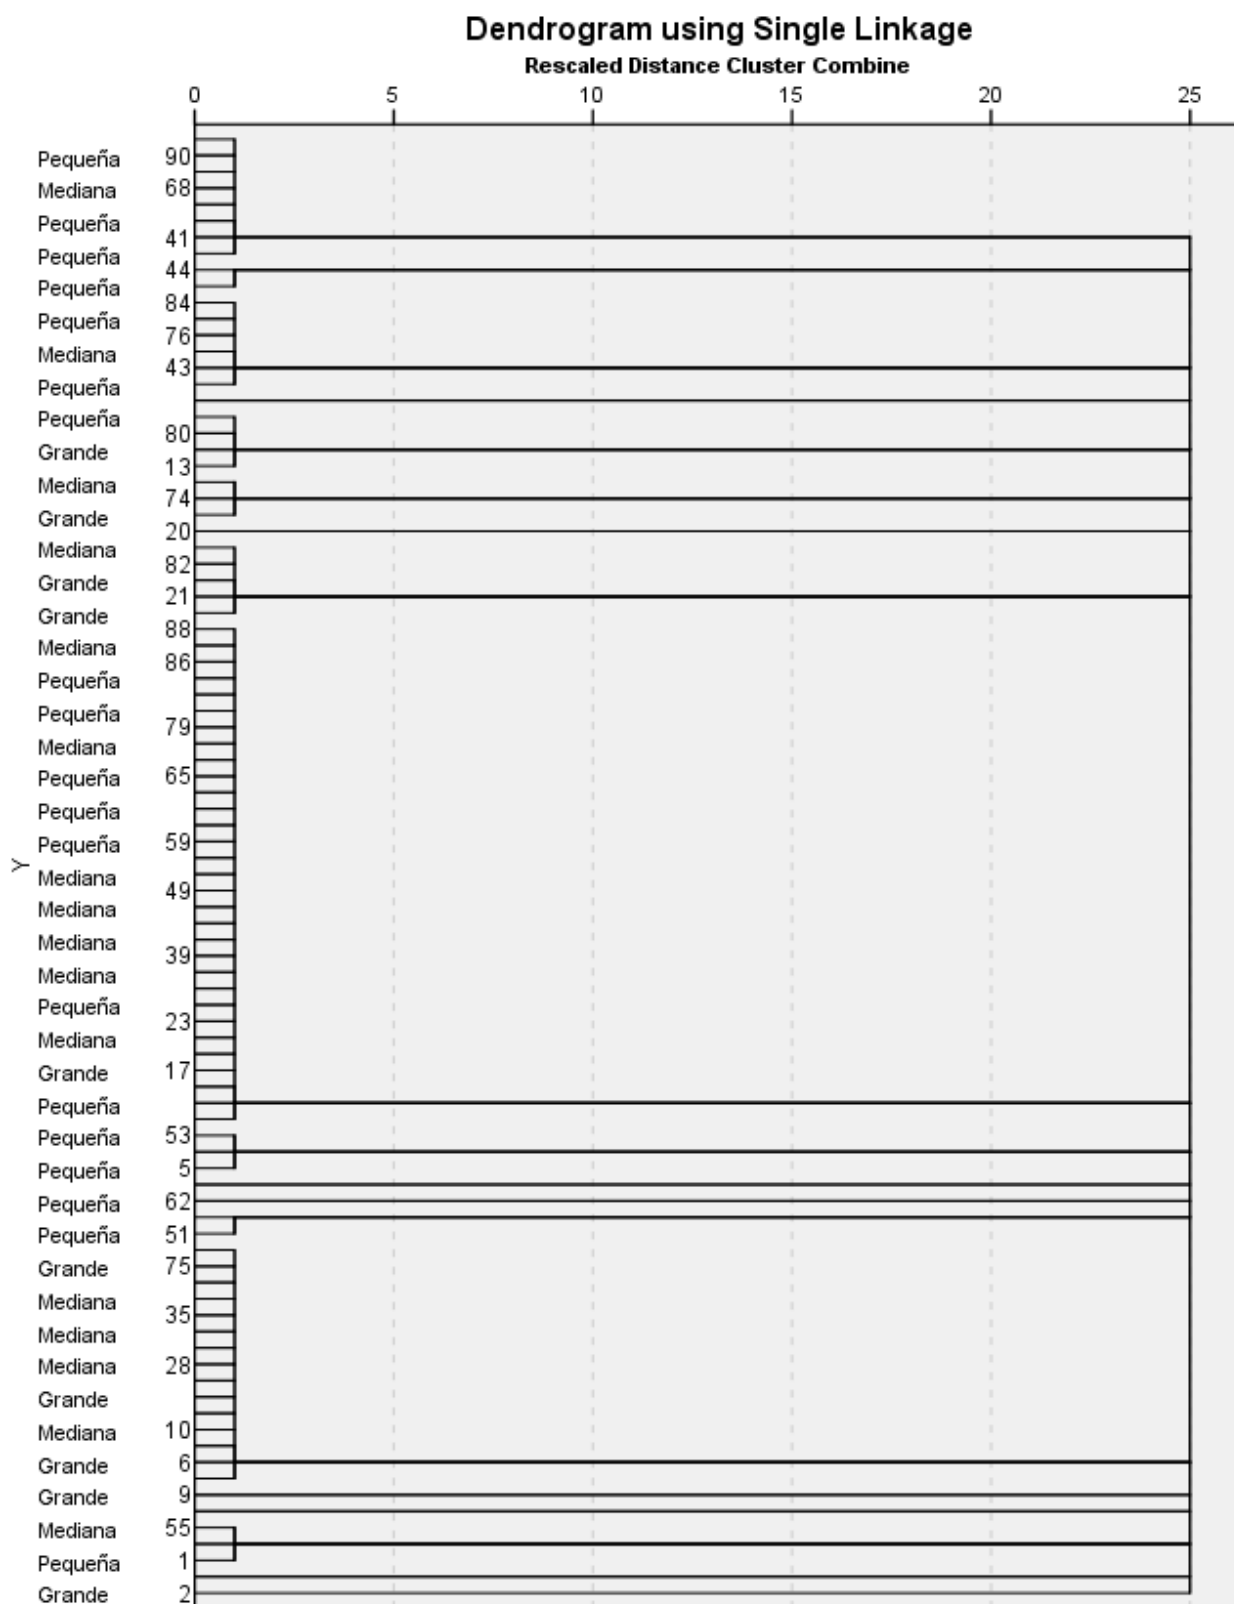 Dendrogram using Single Linkage
Rescaled Distance Cluster Combine
0 5 10 15 20 25
Pequeña 90
Mediana 68
Pequeña
41
Pequeña
44
Pequeña
84
Pequeña
76
Mediana
43
Pequeña
Pequeña
80
Grande
13
Mediana
74
Grande
20
Mediana
82
Grande
21
Grande
88
Mediana
86
Pequeña
Pequeña
79
Mediana
65
Pequeña
Pequeña
59
Pequeña
Y
Mediana
49
Mediana
Mediana
39
Mediana
Pequeña
23
Mediana
17
Grande
Pequeña
53
Pequeña
5
Pequeña
62
Pequeña
51
Pequeña
75
Grande
Mediana
35
Mediana
28
Mediana
Grande
10
Mediana
6
Grande
9
Grande
55
Mediana
1
Pequeña
2
Grande